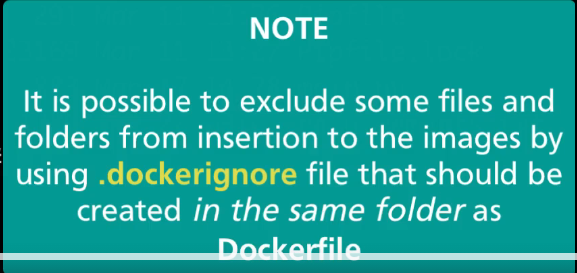 NOTE
It is possible to exclude some files and
folders from insertion to the images by
using .dockerignore file that should be
created in the same folder as
Dockerfile